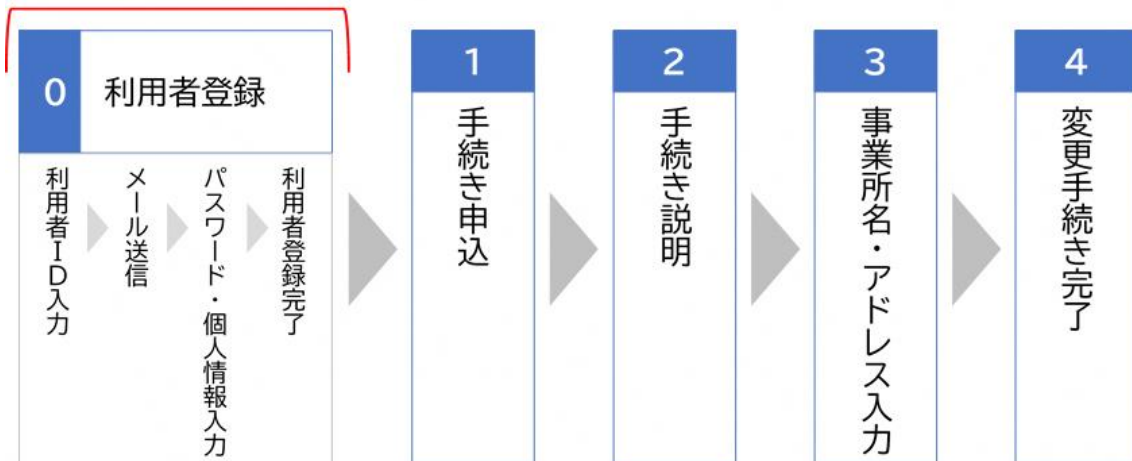 0 利用者登録
利用者ID入力
メール送信
パスワード・個人情報入力
利用者登録完了
1
手続き申込
2
手続き説明
3
事業所名・アドレス入力
4
変更手続き完了